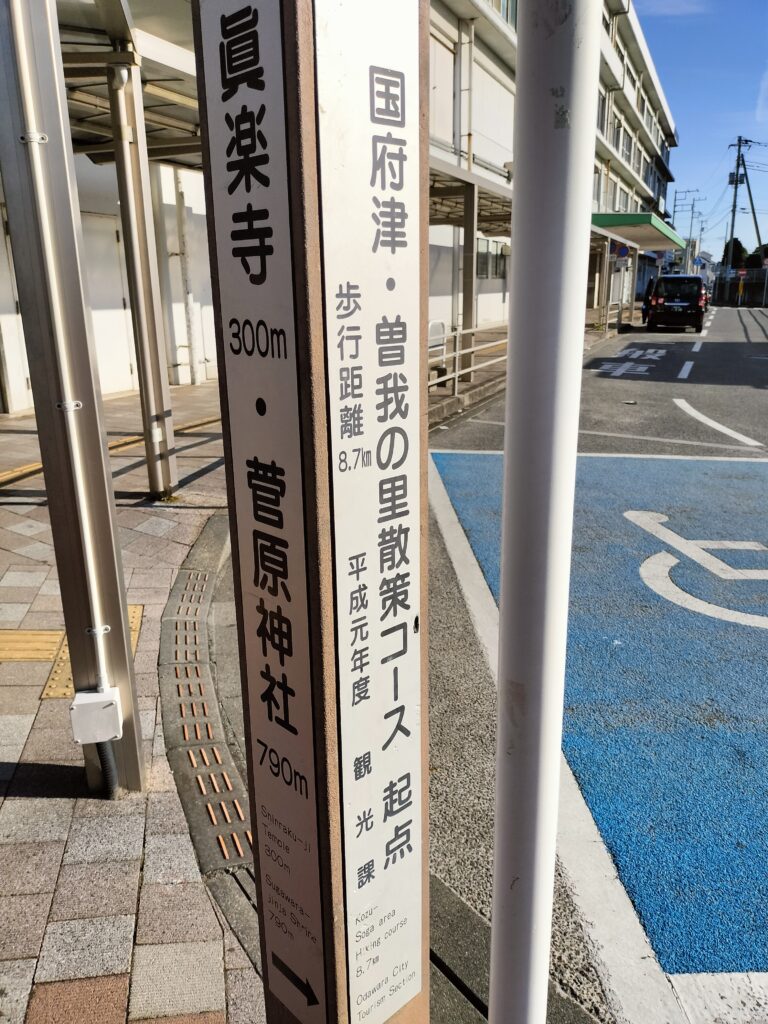 眞楽寺
300m
・
菅原神社
790m
Shinraku-ji
Temple
300m
Sugawara-
jinja Shrine
790m
国府津・曽我の里散策コース 起点
歩行距離 8.7km
平成元年度 観光課
Kozu-
Soga area
Hiking course
8.7km
Odawara City
Tourism Section